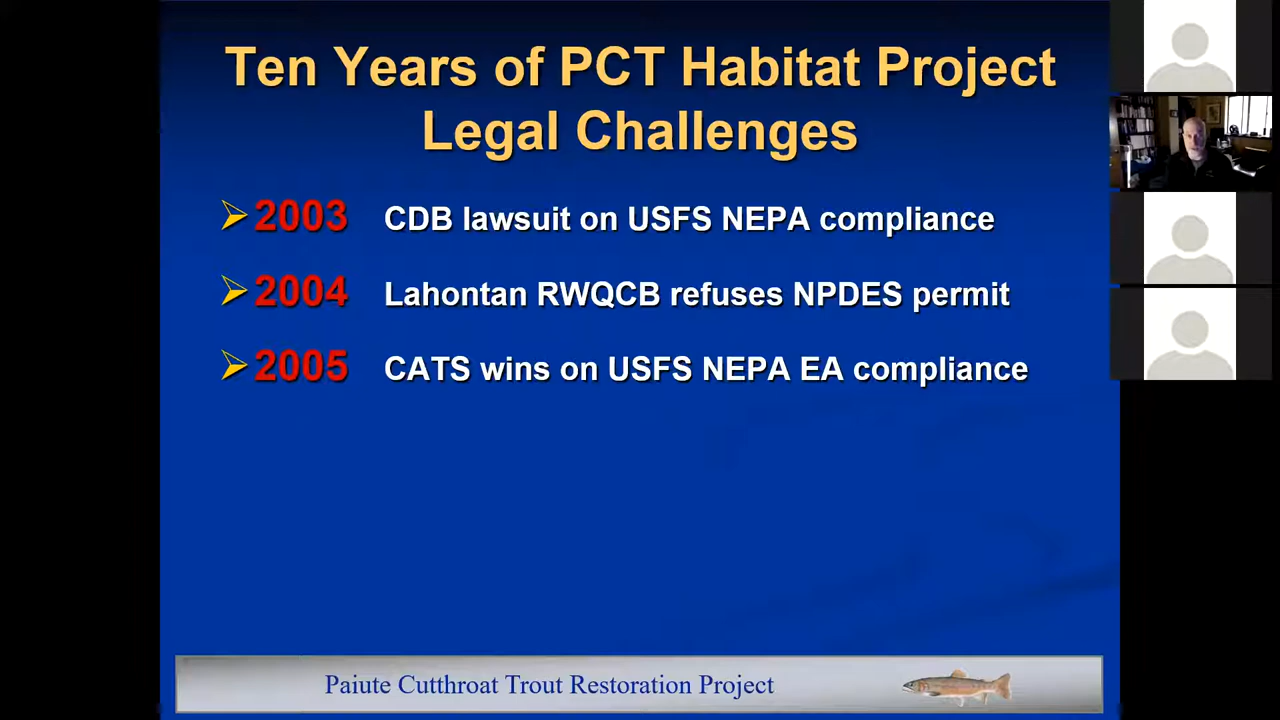 Ten Years of PCT Habitat Project
Legal Challenges
2003 CDB lawsuit on USFS NEPA compliance
2004 Lahontan RWQCB refuses NPDES permit
2005 CATS wins on USFS NEPA EA compliance
Paiute Cutthroat Trout Restoration Project